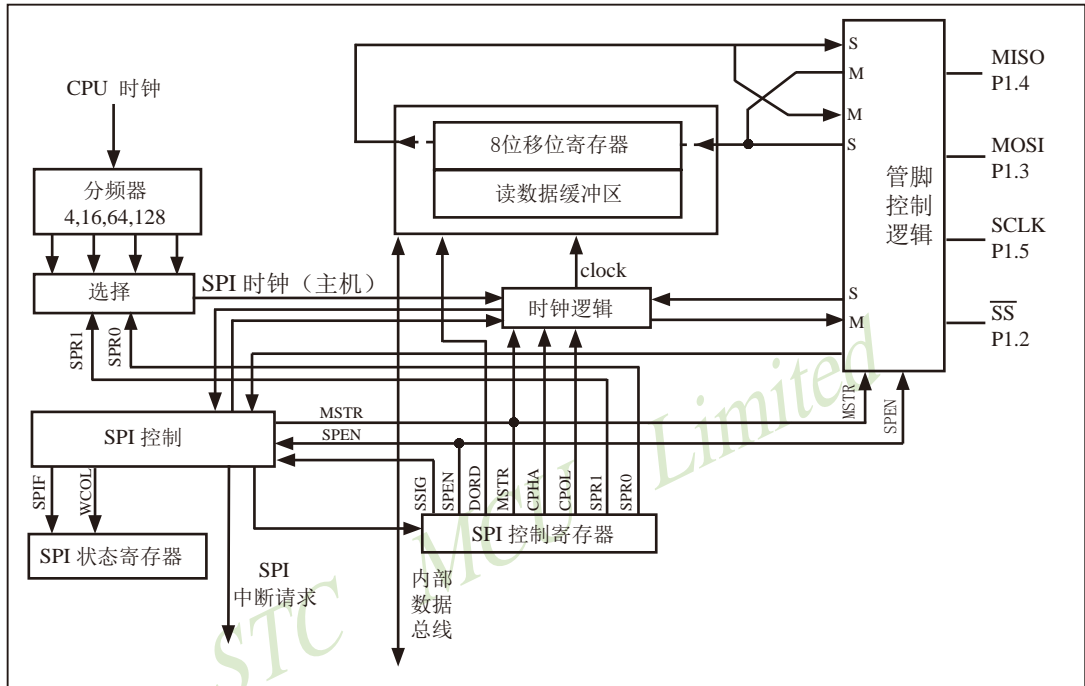 CPU 时钟
分频器
4,16,64,128
选择
SPR1
SPR0
SPI 时钟（主机）
8位移位寄存器
读数据缓冲区
clock
时钟逻辑
S
M
M
S
S
M
管脚
控制
逻辑
MISO
P1.4
MOSI
P1.3
SCLK
P1.5
SS
P1.2
MSTR
SPEN
SPI 控制
MSTR
SPEN
SPIF
WCOL
SPI 状态寄存器
SSIG
SPEN
DORD
MSTR
CPHA
CPOL
SPR1
SPR0
SPI 控制寄存器
SPI
中断请求
内部
数据
总线
STC MCU Limited